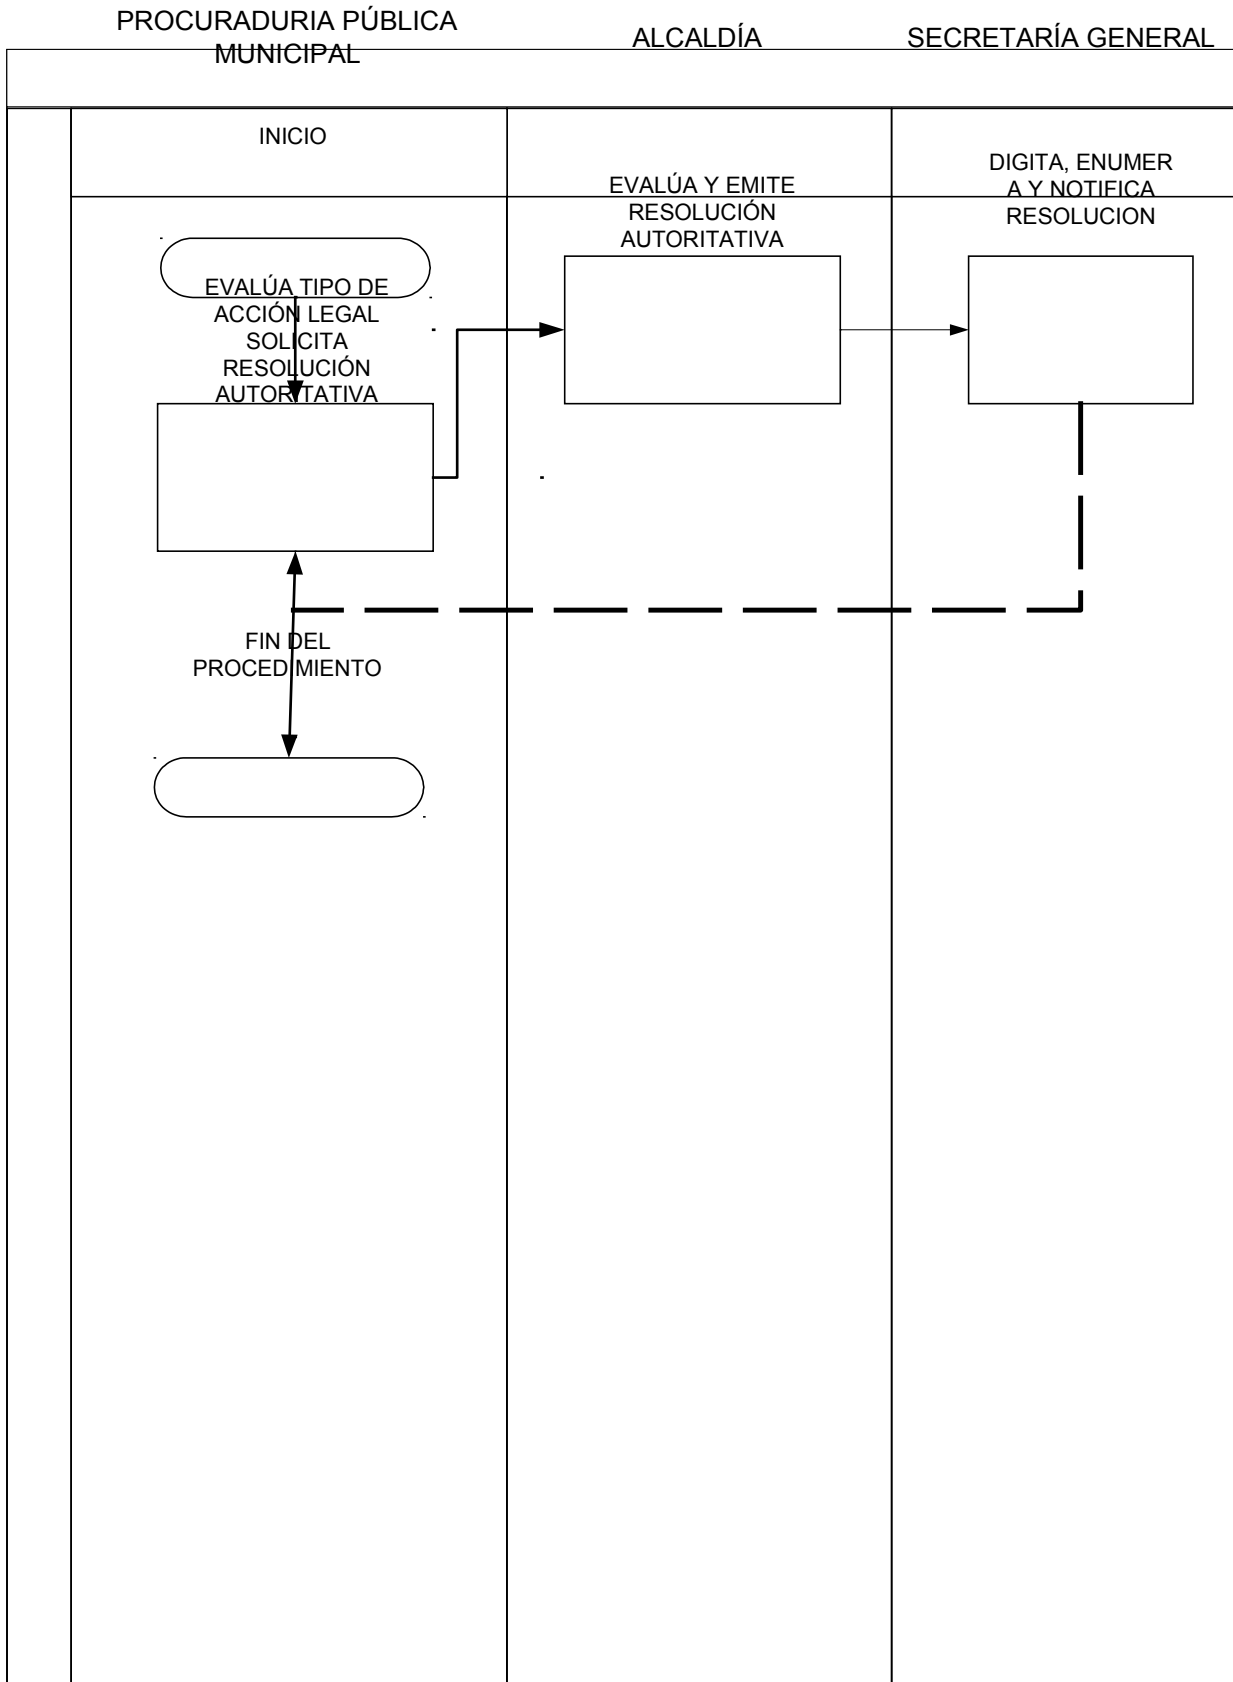 PROCURADURIA PÚBLICA
MUNICIPAL
ALCALDÍA
SECRETARÍA GENERAL
INICIO
EVALÚA TIPO DE
ACCIÓN LEGAL
SOLICITA
RESOLUCIÓN
AUTORITATIVA
EVALÚA Y EMITE
RESOLUCIÓN
AUTORITATIVA
DIGITA, ENUMER
A Y NOTIFICA
RESOLUCION
FIN DEL
PROCEDIMIENTO